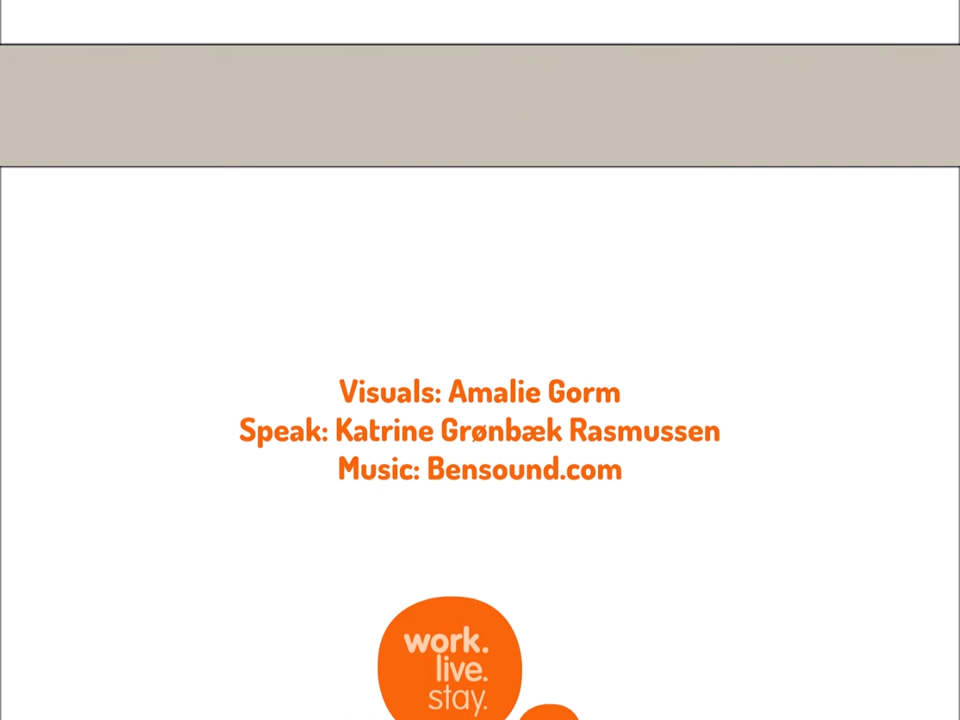 Visuals: Amalie Gorm
Speak: Katrine Grønbæk Rasmussen
Music: Bensound.com
work.
live.
stay.